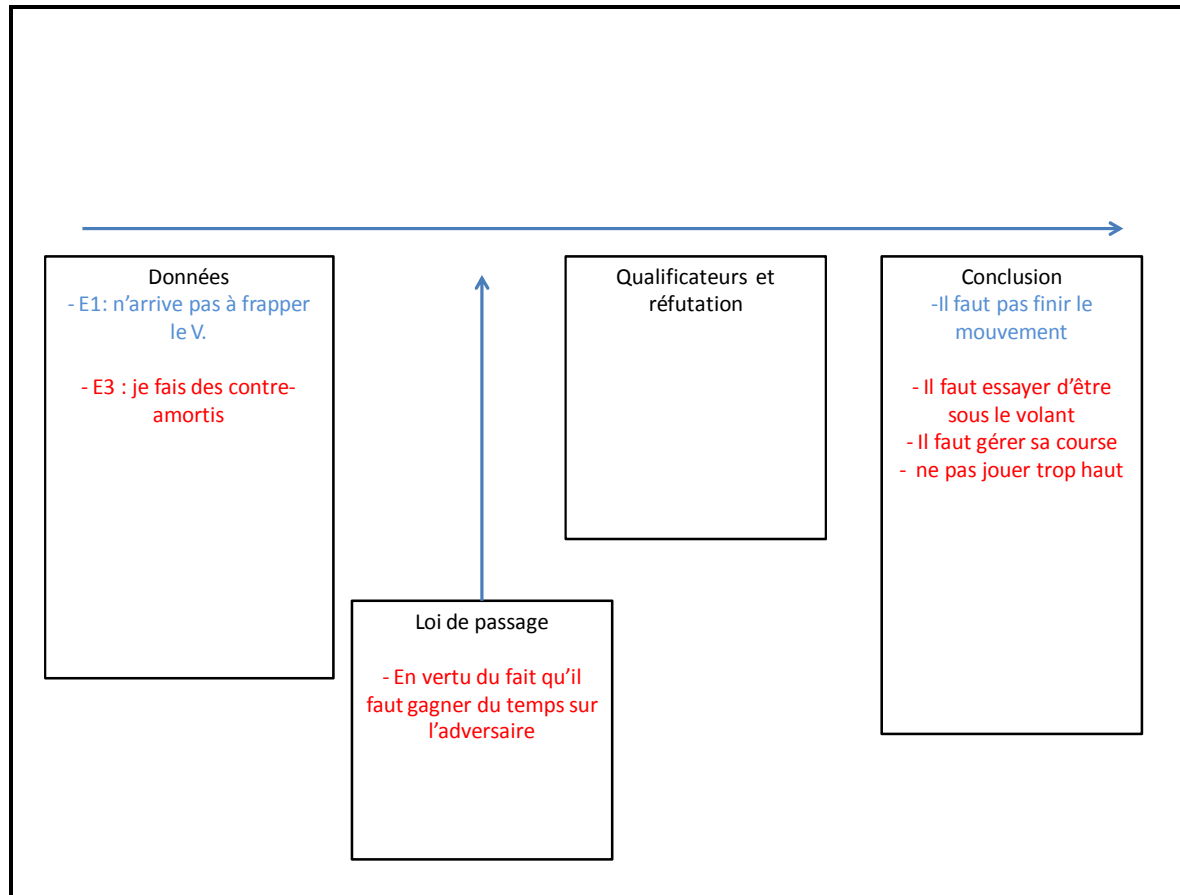 Données
- E1: n'arrive pas à frapper
le V.
- E3 : je fais des contre-
amortis
Loi de passage
- En vertu du fait qu'il
faut gagner du temps sur
l'adversaire
Qualificateurs et
réfutation
Conclusion
-Il faut pas finir le
mouvement
- Il faut essayer d'être
sous le volant
- Il faut gérer sa course
- ne pas jouer trop haut